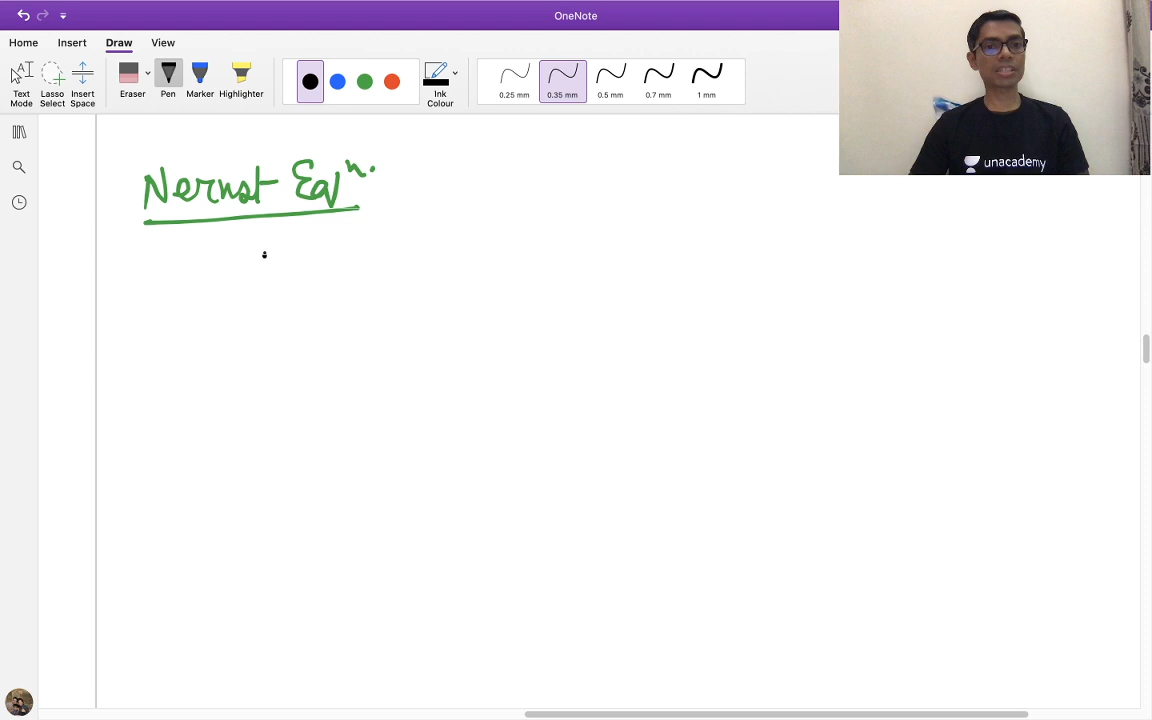 OneNote
Home Insert Draw View
Text Mode
Lasso Select
Insert Space
Eraser
Pen
Marker
Highlighter
Ink Colour
0.25 mm
0.35 mm
0.5 mm
0.7 mm
1 mm
unacademy
Nernst Eqⁿ.